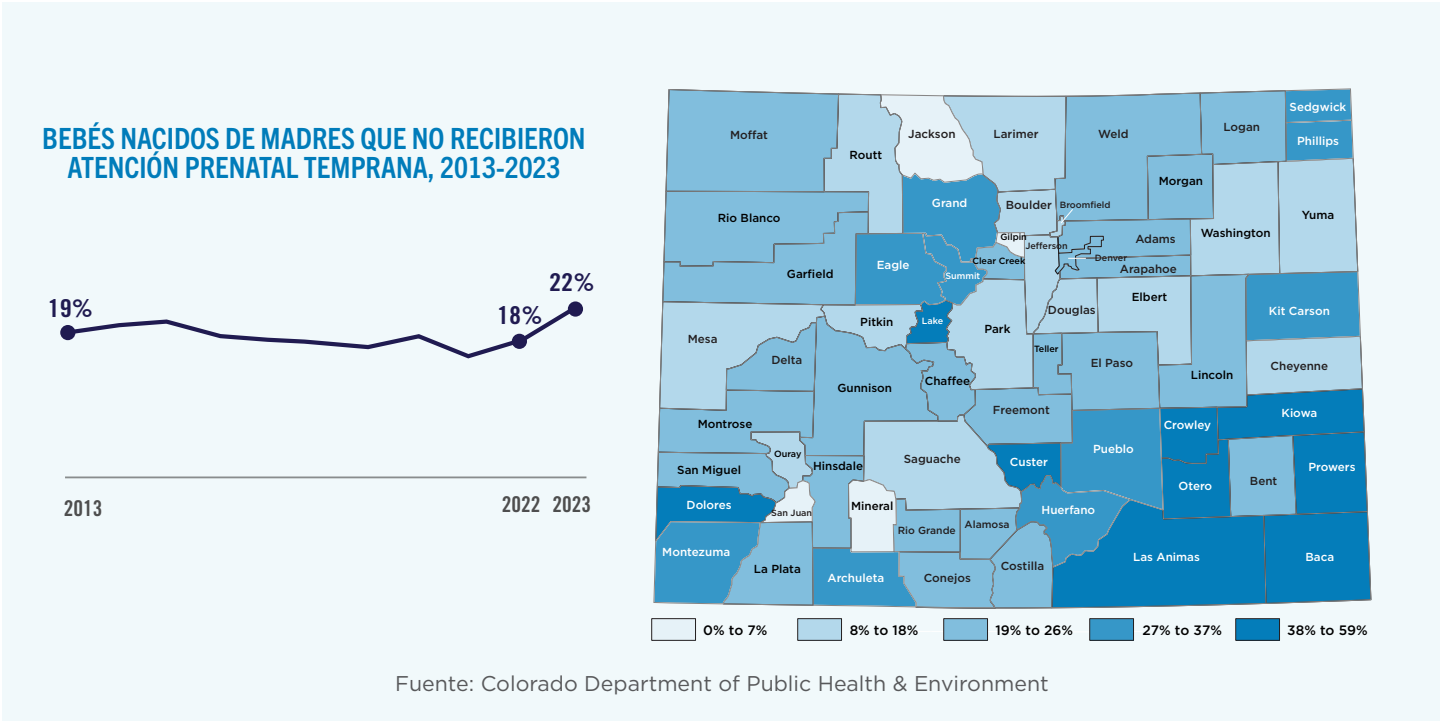 BEBÉS NACIDOS DE MADRES QUE NO RECIBIERON
ATENCIÓN PRENATAL TEMPRANA, 2013-2023
19%
18%
22%
2013
2022
2023
Moffat
Routt
Jackson
Larimer
Weld
Logan
Sedgwick
Phillips
Morgan
Rio Blanco
Grand
Boulder
Broomfield
Washington
Yuma
Garfield
Eagle
Summit
Gilpin
Clear Creek
Jefferson
Adams
Denver
Arapahoe
Mesa
Pitkin
Lake
Park
Douglas
Elbert
Kit Carson
Delta
Gunnison
Chaffee
Teller
El Paso
Lincoln
Cheyenne
Montrose
Freemont
Crowley
Kiowa
Ouray
San Miguel
Hinsdale
Saguache
Custer
Pueblo
Otero
Bent
Prowers
Dolores
San Juan
Mineral
Rio Grande
Alamosa
Huerfano
Montezuma
La Plata
Archuleta
Conejos
Costilla
Las Animas
Baca
0% to 7%
8% to 18%
19% to 26%
27% to 37%
38% to 59%
Fuente: Colorado Department of Public Health & Environment